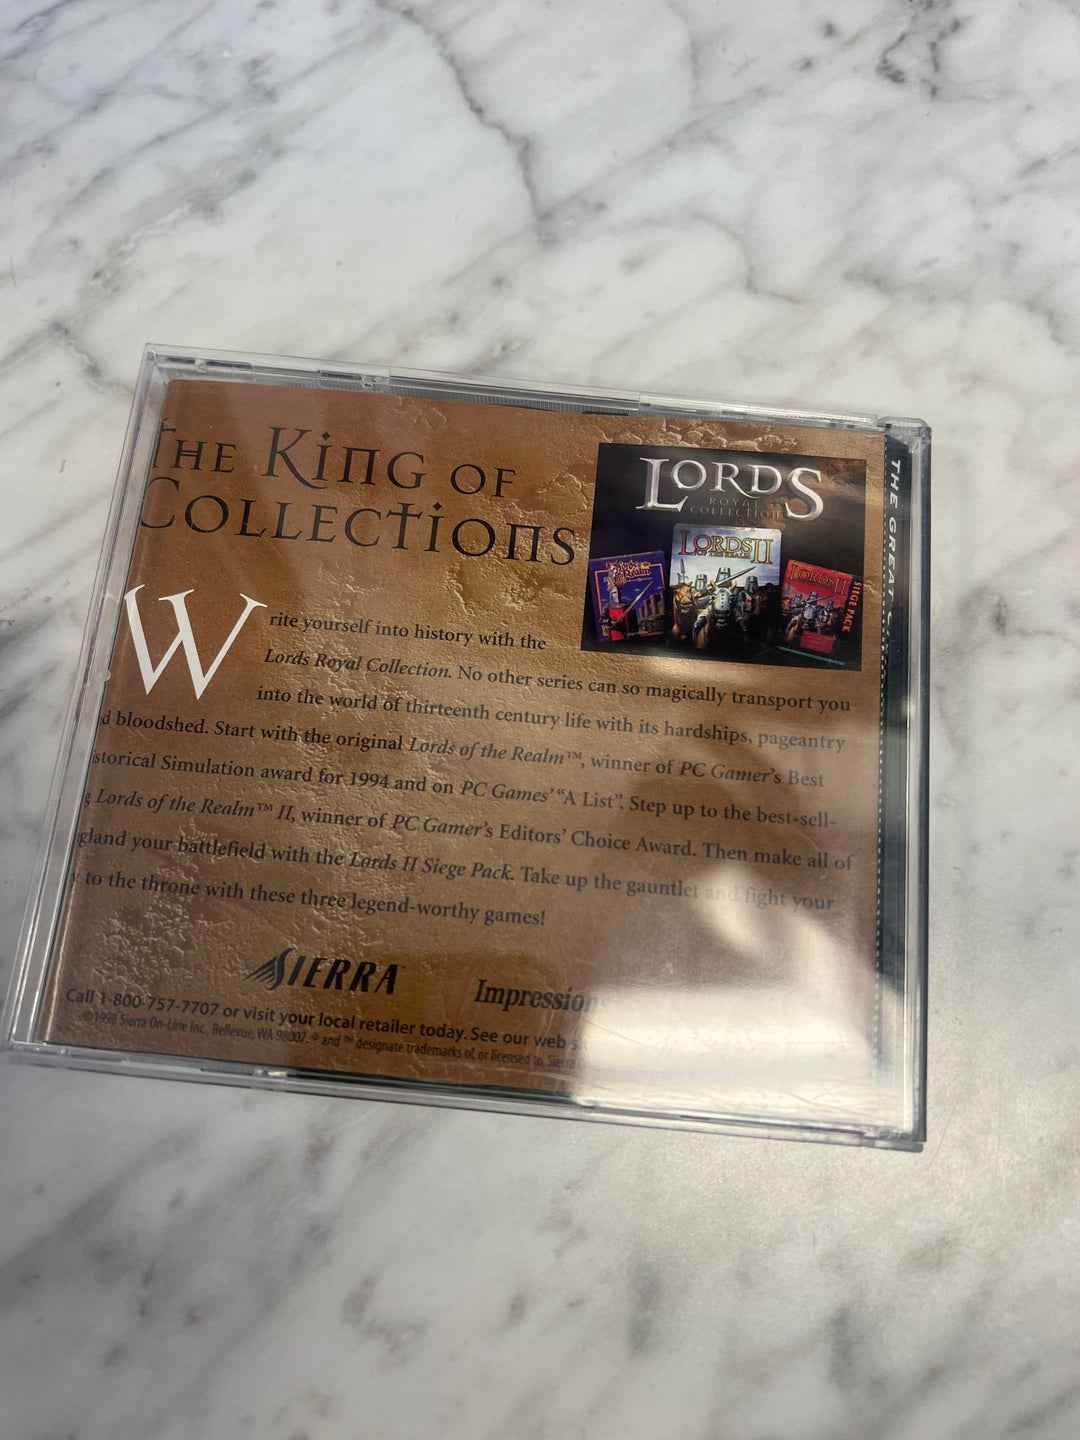 THE KING OF
COLLECTIONS
LORDS
ROYAL
COLLECTION
LORDS II
OF THE REALM
LORDS II
SIEGE PACK
Write yourself into history with the
Lords Royal Collection. No other series can so magically transport you
into the world of thirteenth century life with its hardships, pageantry
d bloodshed. Start with the original Lords of the Realm™, winner of PC Gamer's Best
storical Simulation award for 1994 and on PC Games' "A List". Step up to the best-sell-
g Lords of the Realm™ II, winner of PC Gamer's Editors' Choice Award. Then make all of
gland your battlefield with the Lords II Siege Pack. Take up the gauntlet and fight your
y to the throne with these three legend-worthy games!
SIERRA™
Impressions
Call 1-800-757-7707 or visit your local retailer today. See our web s
©1998 Sierra On-Line Inc., Bellevue, WA 98007. ® and ™ designate trademarks of, or licensed to, Sierra
THE GREAT